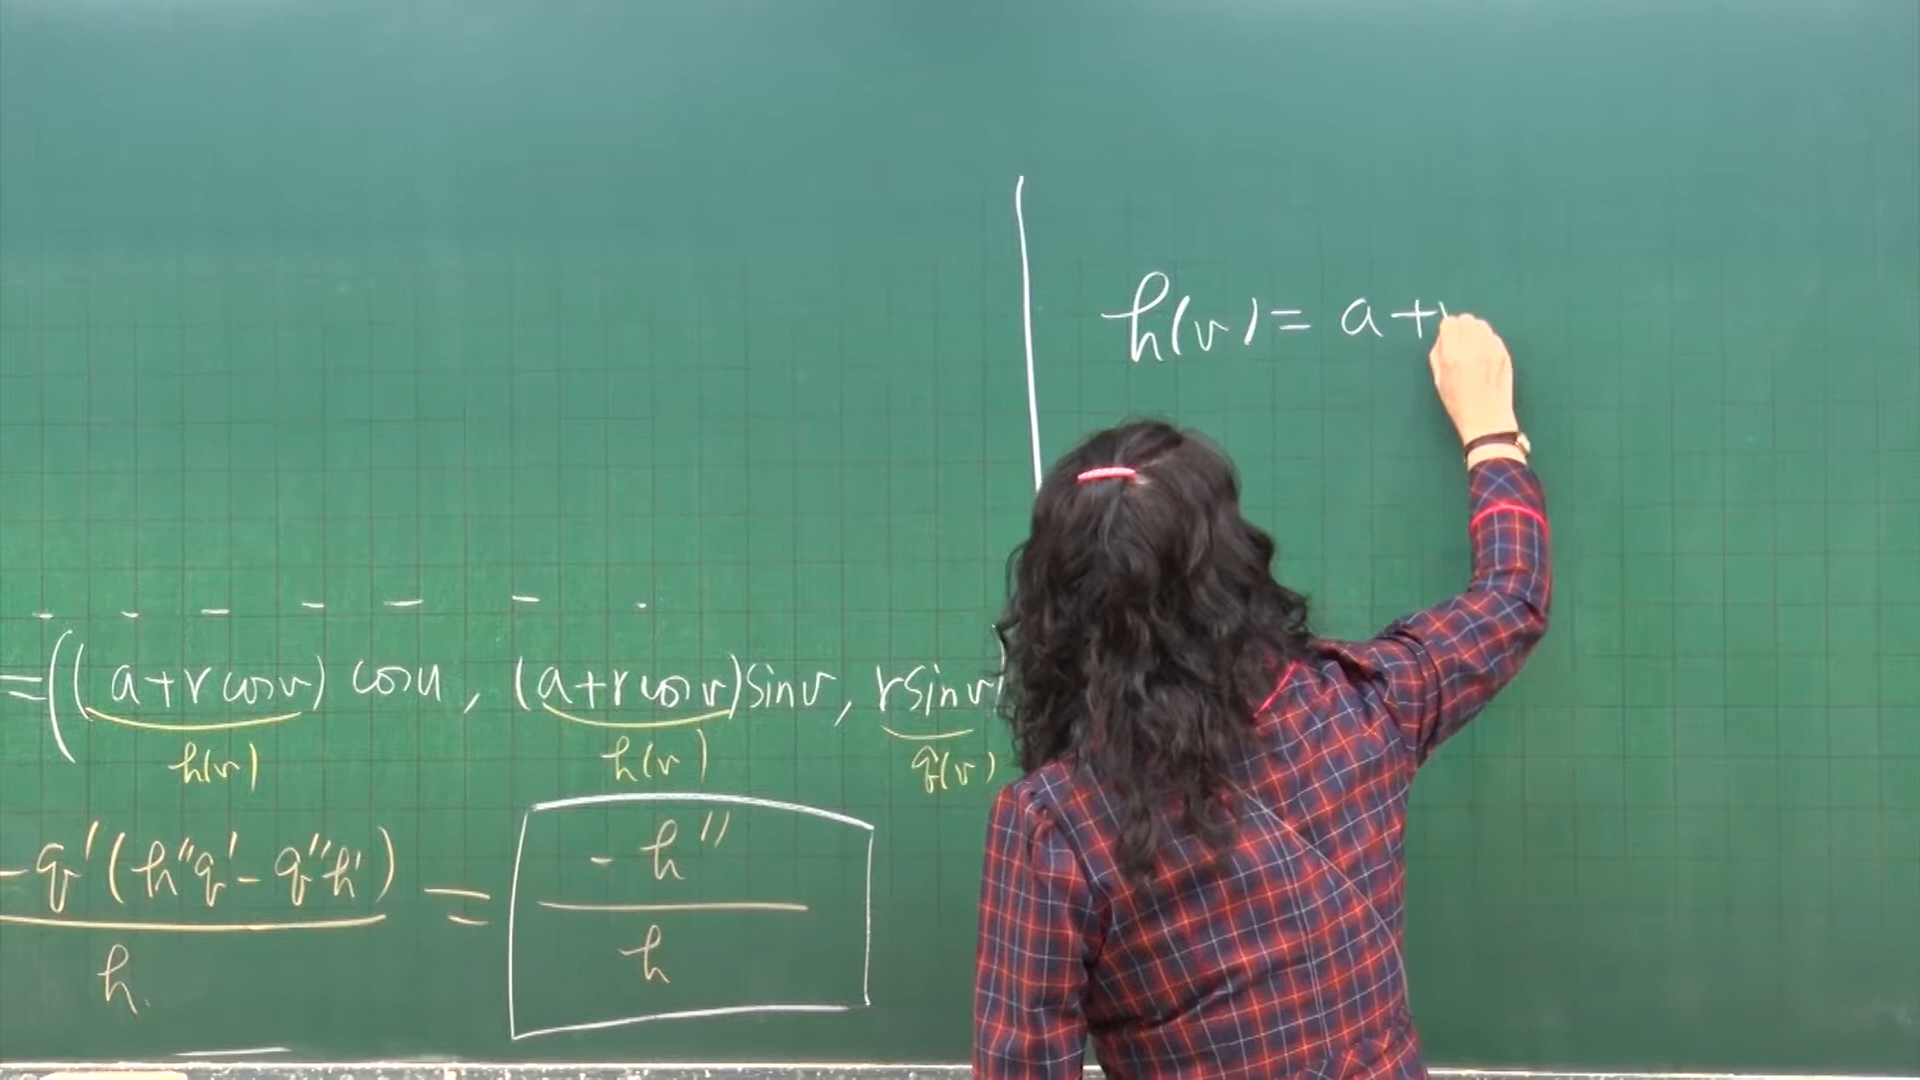 h(v) = a + r
= ((a+r cos v) cos u, (a+r cos v) sin v, r sin v)
h(v) h(v) g(v)
-g'(h''g' - g''h') / h = -h'' / h